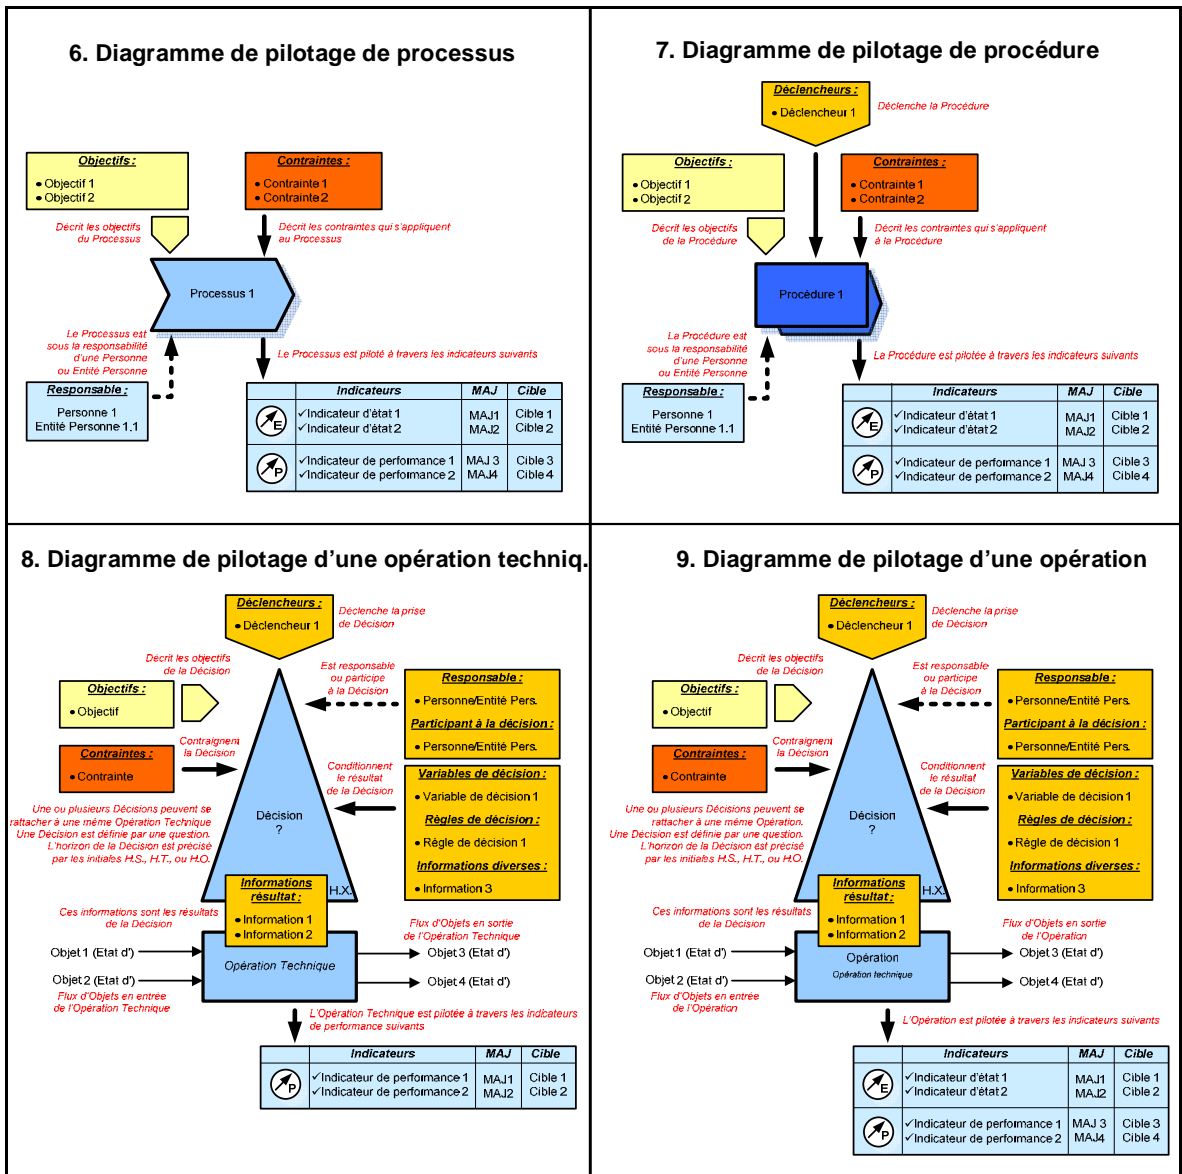 6. Diagramme de pilotage de processus
Objectifs :
• Objectif 1
• Objectif 2
Contraintes :
• Contrainte 1
• Contrainte 2
Décrit les objectifs
du Processus
Décrit les contraintes qui s'appliquent
au Processus
Processus 1
Le Processus est
sous la responsabilité
d'une Personne
ou Entité Personne
Le Processus est piloté à travers les indicateurs suivants
Responsable :
Personne 1
Entité Personne 1.1
Indicateurs MAJ Cible
E ✓Indicateur d'état 1 MAJ1 Cible 1
✓Indicateur d'état 2 MAJ2 Cible 2
P ✓Indicateur de performance 1 MAJ 3 Cible 3
✓Indicateur de performance 2 MAJ4 Cible 4
7. Diagramme de pilotage de procédure
Déclencheurs :
• Déclencheur 1
Déclenche la Procédure
Objectifs :
• Objectif 1
• Objectif 2
Contraintes :
• Contrainte 1
• Contrainte 2
Décrit les objectifs
de la Procédure
Décrit les contraintes qui s'appliquent
à la Procédure
Procédure 1
La Procédure est
sous la responsabilité
d'une Personne
ou Entité Personne
La Procédure est pilotée à travers les indicateurs suivants
Responsable :
Personne 1
Entité Personne 1.1
Indicateurs MAJ Cible
E ✓Indicateur d'état 1 MAJ1 Cible 1
✓Indicateur d'état 2 MAJ2 Cible 2
P ✓Indicateur de performance 1 MAJ 3 Cible 3
✓Indicateur de performance 2 MAJ4 Cible 4
8. Diagramme de pilotage d'une opération techniq.
Déclencheurs :
• Déclencheur 1
Déclenche la prise
de Décision
Décrit les objectifs
de la Décision
Est responsable
ou participe
à la Décision
Objectifs :
• Objectif
Responsable :
• Personne/Entité Pers.
Participant à la décision :
• Personne/Entité Pers.
Contraintes :
• Contrainte
Contraignent
la Décision
Conditionnent
le résultat
de la Décision
Variables de décision :
• Variable de décision 1
Règles de décision :
• Règle de décision 1
Informations diverses :
• Information 3
Une ou plusieurs Décisions peuvent se
rattacher à une même Opération Technique
Une Décision est définie par une question.
L'horizon de la Décision est précisé
par les initiales H.S., H.T., ou H.O.
Décision
?
H.X.
Informations
résultat :
• Information 1
• Information 2
Ces informations sont les résultats
de la Décision
Flux d'Objets en sortie
de l'Opération Technique
Objet 1 (Etat d')
Objet 2 (Etat d')
Opération Technique
Objet 3 (Etat d')
Objet 4 (Etat d')
Flux d'Objets en entrée
de l'Opération Technique
L'Opération Technique est pilotée à travers les indicateurs
de performance suivants
Indicateurs MAJ Cible
P ✓Indicateur de performance 1 MAJ1 Cible 1
✓Indicateur de performance 2 MAJ2 Cible 2
9. Diagramme de pilotage d'une opération
Déclencheurs :
• Déclencheur 1
Déclenche la prise
de Décision
Décrit les objectifs
de la Décision
Est responsable
ou participe
à la Décision
Objectifs :
• Objectif
Responsable :
• Personne/Entité Pers.
Participant à la décision :
• Personne/Entité Pers.
Contraintes :
• Contrainte
Contraignent
la Décision
Conditionnent
le résultat
de la Décision
Variables de décision :
• Variable de décision 1
Règles de décision :
• Règle de décision 1
Informations diverses :
• Information 3
Une ou plusieurs Décisions peuvent se
rattacher à une même Opération.
Une Décision est définie par une question.
L'horizon de la Décision est précisé
par les initiales H.S., H.T., ou H.O.
Décision
?
H.X.
Informations
résultat :
• Information 1
• Information 2
Ces informations sont les résultats
de la Décision
Flux d'Objets en sortie
de l'Opération
Objet 1 (Etat d')
Objet 2 (Etat d')
Opération
Opération technique
Objet 3 (Etat d')
Objet 4 (Etat d')
Flux d'Objets en entrée
de l'Opération
L'Opération est pilotée à travers les indicateurs suivants
Indicateurs MAJ Cible
E ✓Indicateur d'état 1 MAJ1 Cible 1
✓Indicateur d'état 2 MAJ2 Cible 2
P ✓Indicateur de performance 1 MAJ 3 Cible 3
✓Indicateur de performance 2 MAJ4 Cible 4